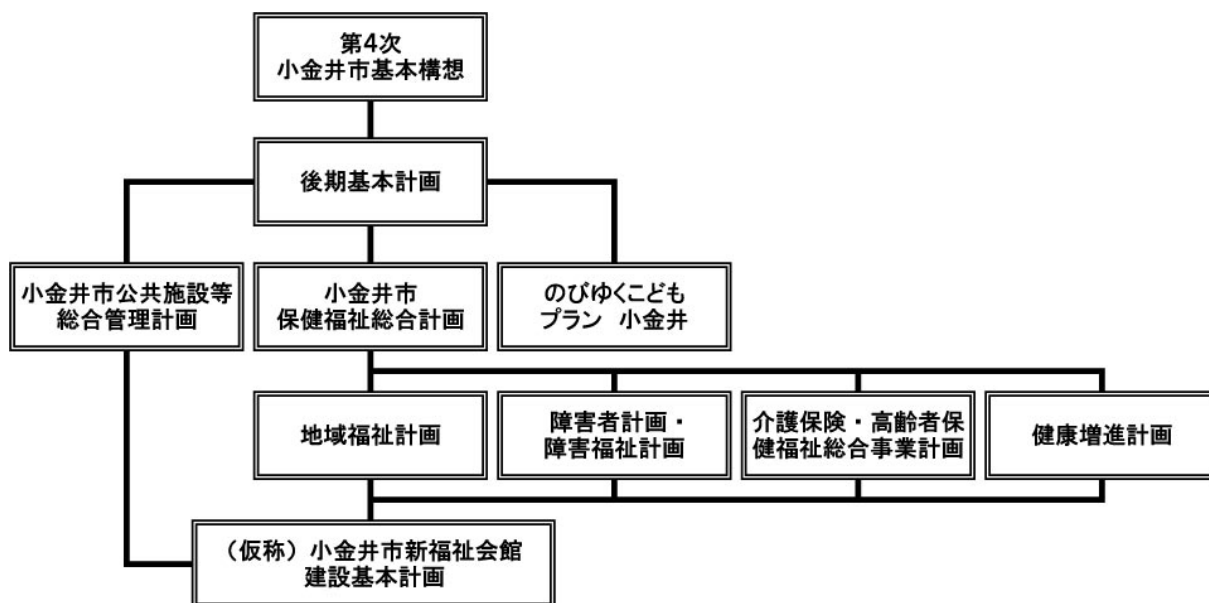 第4次
小金井市基本構想
後期基本計画
小金井市公共施設等
総合管理計画
小金井市
保健福祉総合計画
のびゆくこども
プラン 小金井
地域福祉計画
障害者計画・
障害福祉計画
介護保険・高齢者保
健福祉総合事業計画
健康増進計画
（仮称）小金井市新福祉会館
建設基本計画